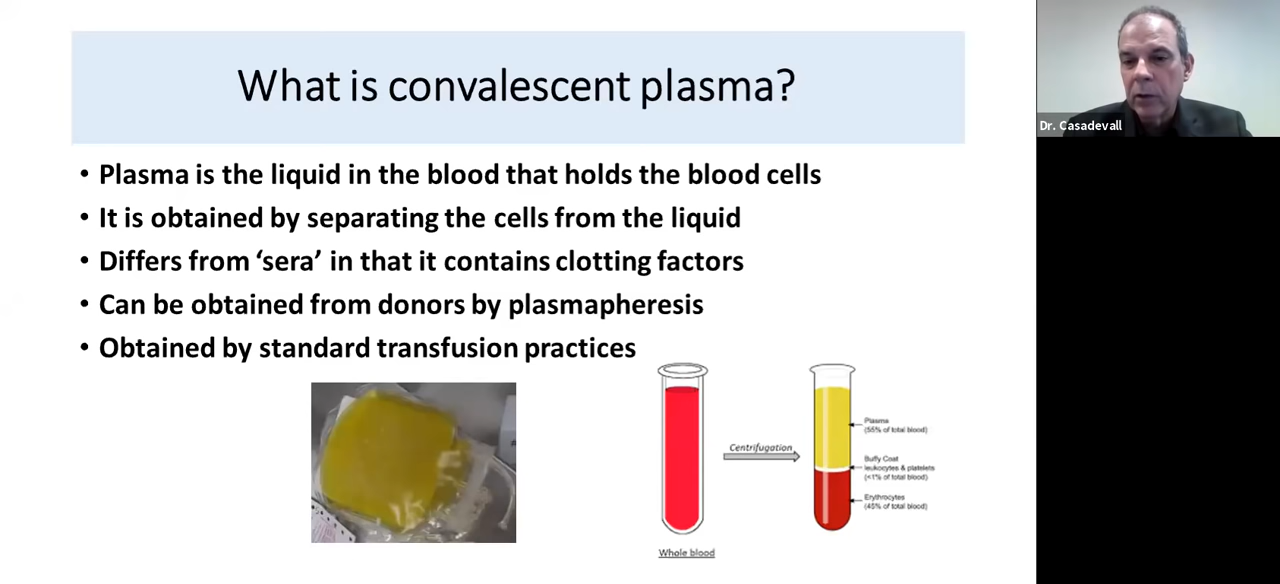 What is convalescent plasma?
Dr. Casadevall
• Plasma is the liquid in the blood that holds the blood cells
• It is obtained by separating the cells from the liquid
• Differs from ‘sera’ in that it contains clotting factors
• Can be obtained from donors by plasmapheresis
• Obtained by standard transfusion practices
Centrifugation
Whole blood
Plasma
(55% of total blood)
Buffy Coat
leukocytes & platelets
(<1% of total blood)
Erythrocytes
(45% of total blood)